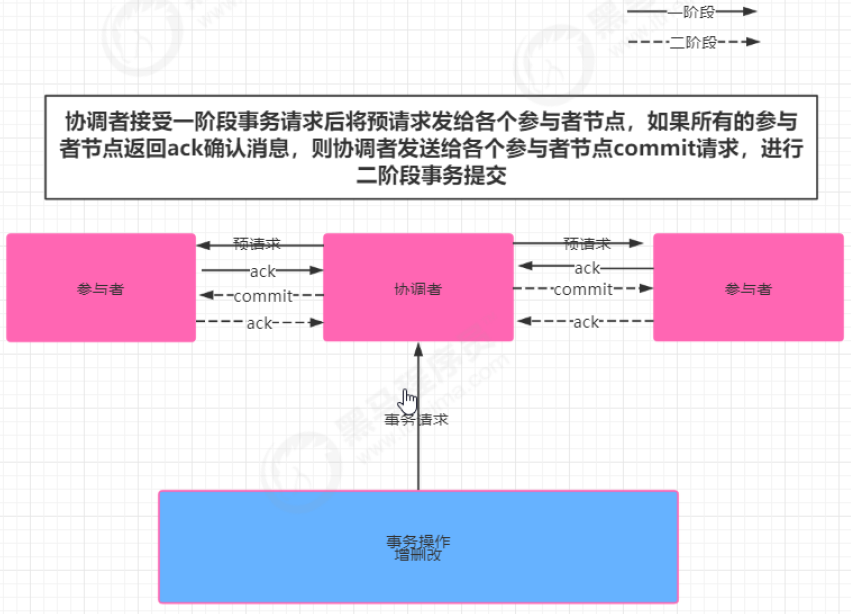 一阶段
二阶段
协调者接受一阶段事务请求后将预请求发给各个参与者节点，如果所有的参与
者节点返回ack确认消息，则协调者发送给各个参与者节点commit请求，进行
二阶段事务提交
预请求
预请求
ack
ack
参与者
协调者
参与者
commit
commit
ack
ack
事务请求
事务操作
增删改